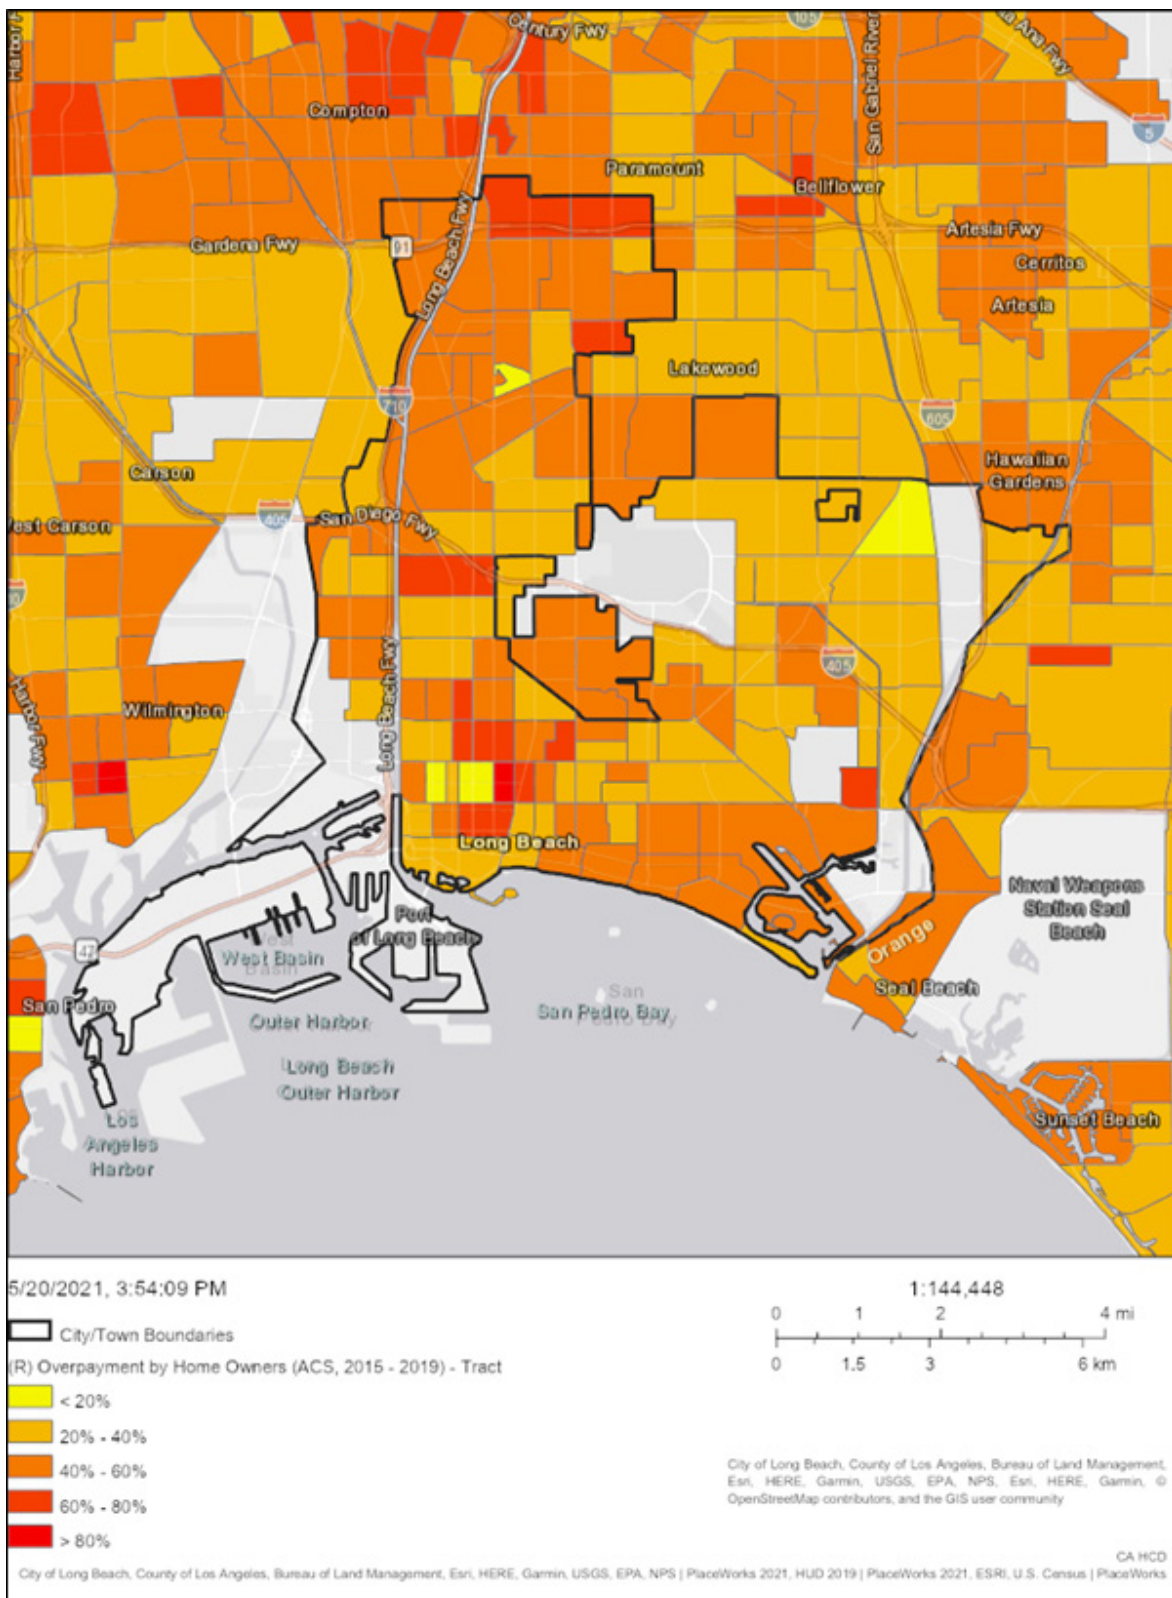 Century Fwy
105
San Gabriel River
Ana Fwy
5
Compton
Paramount
Bellflower
Gardena Fwy
91
Long Beach Fwy
Artesia Fwy
Cerritos
Artesia
Lakewood
710
605
Carson
Hawaiian
Gardens
405
San Diego Fwy
West Carson
Long Beach Fwy
405
Harbor Fwy
Wilmington
Long Beach
Naval Weapons
Station Seal
Beach
Port
of Long Beach
West Basin
Orange
47
San Pedro
Seal Beach
Outer Harbor
San
San Pedro Bay
Long Beach
Outer Harbor
Los
Angeles
Harbor
Sunset Beach
5/20/2021, 3:54:09 PM
1:144,448
0 1 2 4 mi
0 1.5 3 6 km
City/Town Boundaries
(R) Overpayment by Home Owners (ACS, 2015 - 2019) - Tract
< 20%
20% - 40%
40% - 60%
60% - 80%
> 80%
City of Long Beach, County of Los Angeles, Bureau of Land Management,
Esri, HERE, Garmin, USGS, EPA, NPS, Esri, HERE, Garmin, ©
OpenStreetMap contributors, and the GIS user community
CA HCD
City of Long Beach, County of Los Angeles, Bureau of Land Management, Esri, HERE, Garmin, USGS, EPA, NPS | PlaceWorks 2021, HUD 2019 | PlaceWorks 2021, ESRI, U.S. Census | PlaceWorks